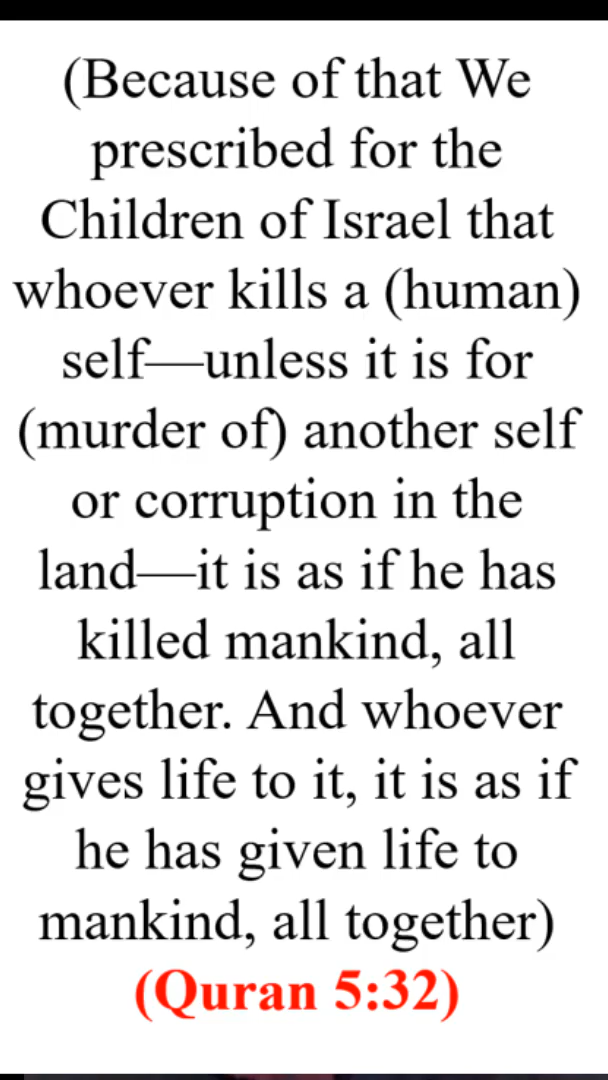 (Because of that We
prescribed for the
Children of Israel that
whoever kills a (human)
self—unless it is for
(murder of) another self
or corruption in the
land—it is as if he has
killed mankind, all
together. And whoever
gives life to it, it is as if
he has given life to
mankind, all together)
(Quran 5:32)